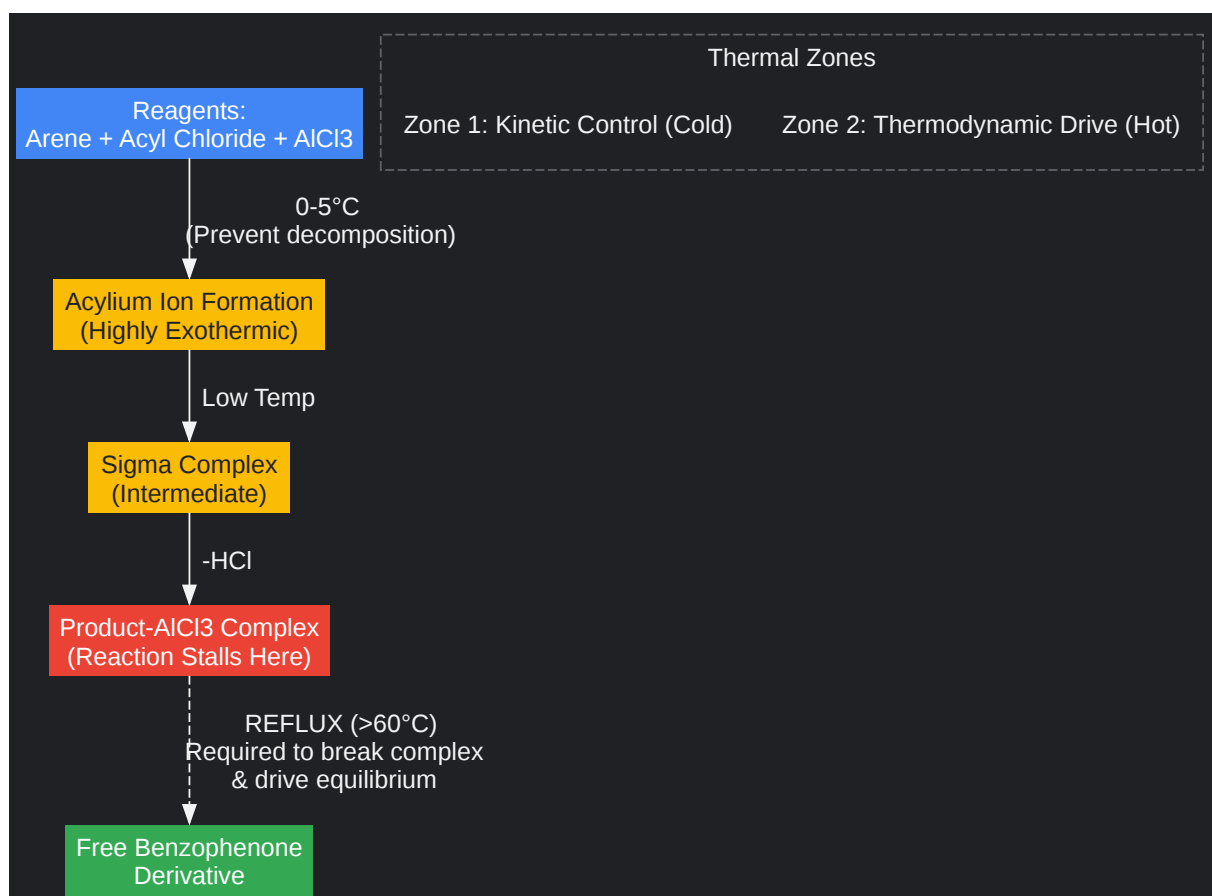 Thermal Zones
Zone 1: Kinetic Control (Cold)
Zone 2: Thermodynamic Drive (Hot)
Reagents:
Arene + Acyl Chloride + AlCl3
0-5°C
(Prevent decomposition)
Acylium Ion Formation
(Highly Exothermic)
Low Temp
Sigma Complex
(Intermediate)
-HCl
Product-AlCl3 Complex
(Reaction Stalls Here)
REFLUX (>60°C)
Required to break complex
& drive equilibrium
Free Benzophenone
Derivative